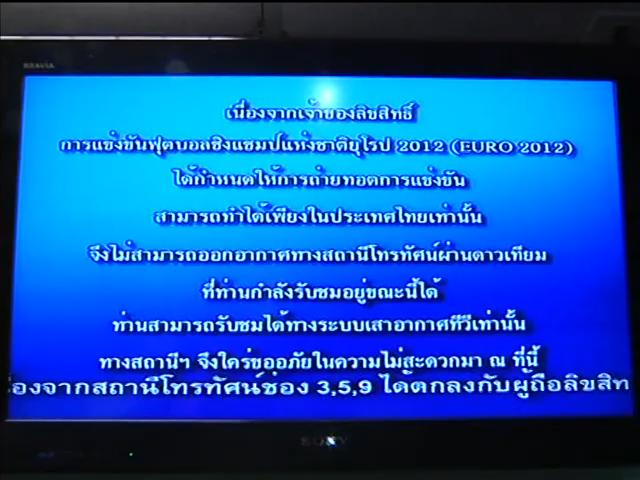 BRAVIA
เนื่องจากเจ้าของลิขสิทธิ์
การแข่งขันฟุตบอลชิงแชมป์แห่งชาติยุโรป 2012 (EURO 2012)
ได้กำหนดให้การถ่ายทอดการแข่งขัน
สามารถทำได้เพียงในประเทศไทยเท่านั้น
จึงไม่สามารถออกอากาศทางสถานีโทรทัศน์ผ่านดาวเทียม
ที่ท่านกำลังรับชมอยู่ขณะนี้ได้
ท่านสามารถรับชมได้ทางระบบเสาอากาศทีวีเท่านั้น
ทางสถานีฯ จึงใคร่ขออภัยในความไม่สะดวกมา ณ ที่นี้
องจากสถานีโทรทัศน์ช่อง 3,5,9 ได้ตกลงกับผู้ถือลิขสิท
SONY